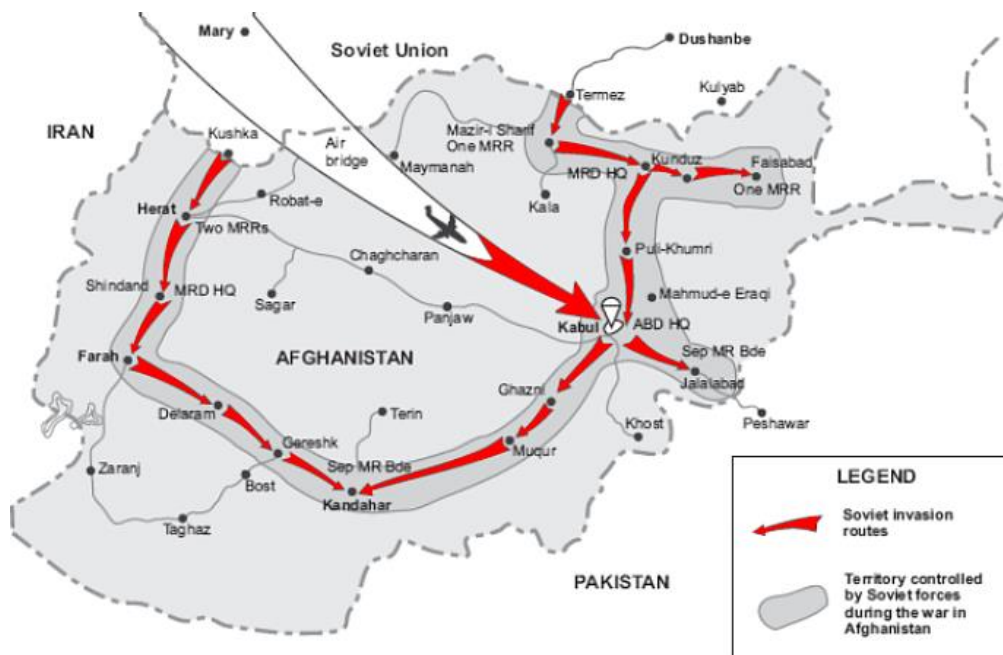 Mary
Soviet Union
Dushanbe
Kulyab
Termez
IRAN
Kushka
Air
bridge
Maymanah
Mazir-i Sharif
One MRR
MRD HQ
Kunduz
Faisabad
One MRR
Kala
Robat-e
Herat
Two MRRs
Chaghcharan
Puli-Khumri
Shindand
MRD HQ
Sagar
Panjaw
Mahmud-e Eraqi
Kabul
ABD HQ
AFGHANISTAN
Farah
Sep MR Bde
Jalalabad
Ghazni
Delaram
Terin
Khost
Peshawar
Gereshk
Muqur
Zaranj
Bost
Sep MR Bde
Kandahar
Taghaz
PAKISTAN
LEGEND
Soviet invasion
routes
Territory controlled
by Soviet forces
during the war in
Afghanistan